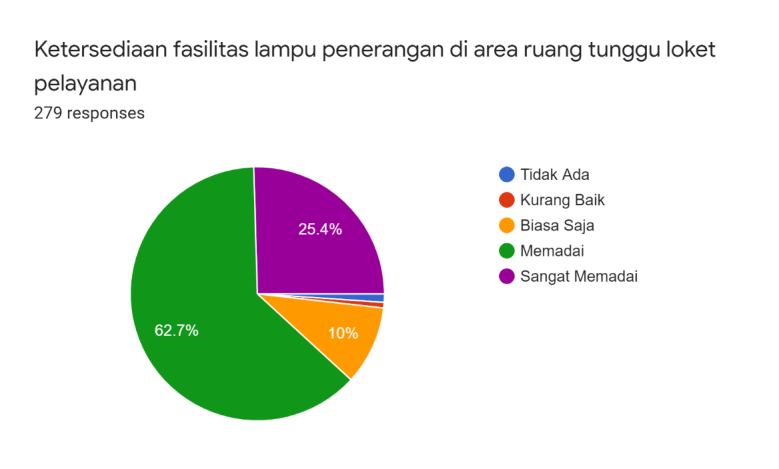 Ketersediaan fasilitas lampu penerangan di area ruang tunggu loket
pelayanan
279 responses
Tidak Ada
Kurang Baik
Biasa Saja
Memadai
Sangat Memadai
25.4%
62.7%
10%